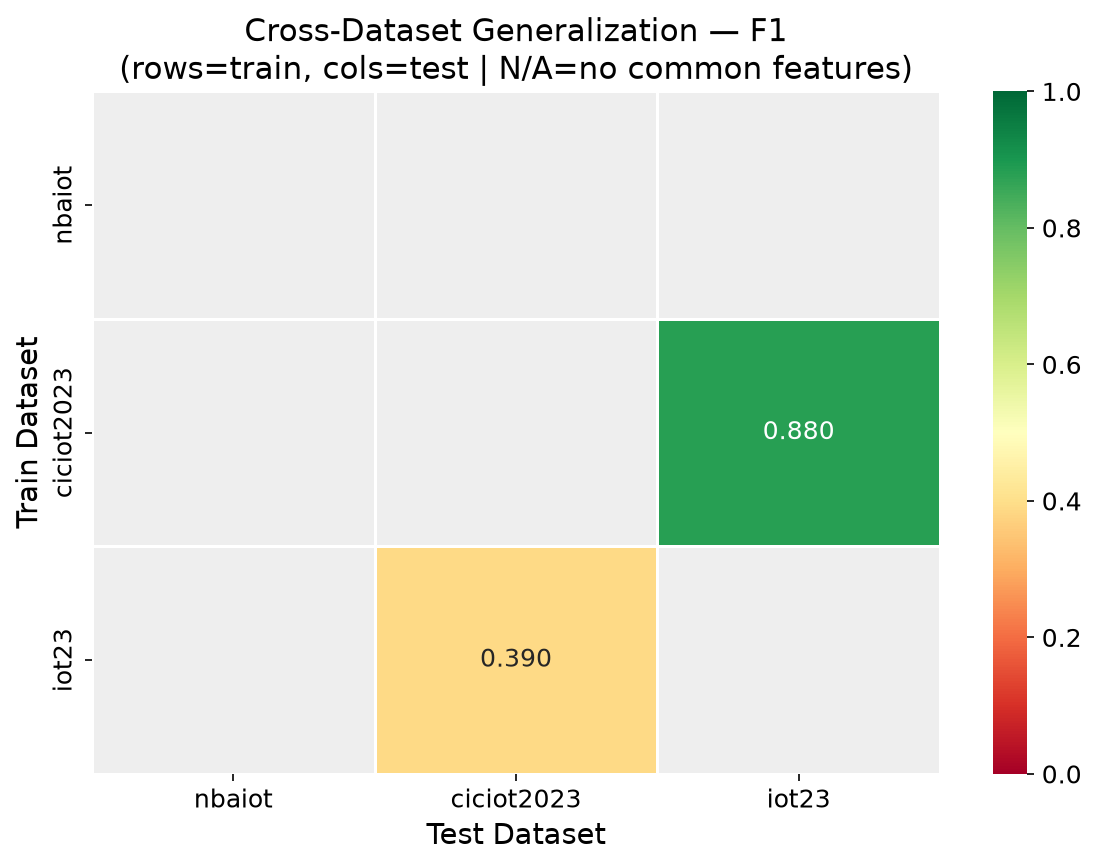 Cross-Dataset Generalization — F1
(rows=train, cols=test | N/A=no common features)
Train Dataset
nbaiot
ciciot2023
iot23
0.880
0.390
nbaiot
ciciot2023
iot23
Test Dataset
1.0
0.8
0.6
0.4
0.2
0.0